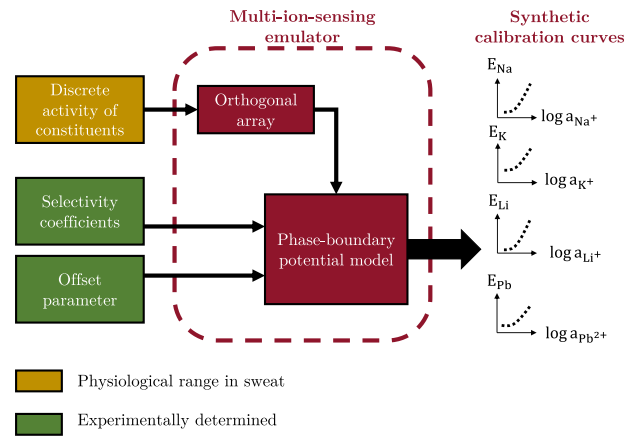 Multi-ion-sensing
emulator
Synthetic
calibration curves
Discrete
activity of
constituents
Orthogonal
array
Selectivity
coefficients
Offset
parameter
Phase-boundary
potential model
E_Na
log a_Na+
E_K
log a_K+
E_Li
log a_Li+
E_Pb
log a_Pb2+
Physiological range in sweat
Experimentally determined